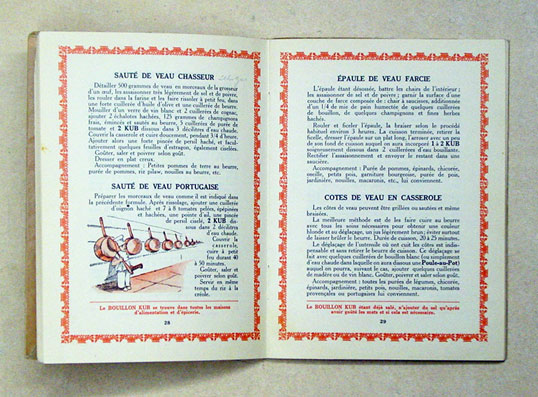 SAUTÉ DE VEAU CHASSEUR
Détailler 500 grammes de veau en morceaux de la grosseur
d'un œuf, les assaisonner très légèrement de sel et de poivre,
les rouler dans la farine et les faire rissoler à petit feu, dans
une forte cuillerée d'huile d'olive et une cuillerée de beurre.
Mouiller d'un verre de vin blanc et 2 cuillerées de cognac,
ajouter 2 échalotes hachées, 125 grammes de champignons
frais, émincés et sautés au beurre, 3 cuillerées de purée de
tomate et 2 KUB dissous dans 3 décilitres d'eau chaude.
Couvrir la casserole et cuire doucement, pendant 3/4 d'heure.
Ajouter alors une forte pincée de persil haché, et facul-
tativement quelques feuilles d'estragon, également coupées.
Goûter, saler et poivrer selon goût.
Dresser en plat creux.
Accompagnement : Petites pommes de terre au beurre,
purée de pommes, riz pilaw, nouilles au beurre, etc.
SAUTÉ DE VEAU PORTUGAISE
Préparer les morceaux de veau comme il est indiqué dans
la précédente formule. Après rissolage, ajouter une cuillerée
d'oignon haché et 7 à 8 tomates pelées, épépinées
et hachées, une pointe d'ail, une pincée
de persil ciselé, 2 KUB dis-
sous dans 2 décilitres
d'eau chaude.
Couvrir la
casserole,
cuire à petit
feu durant 40
à 50 minutes.
Goûter, saler et
poivrer selon goût.
Servir en même
temps du riz à la
créole.
Le BOUILLON KUB se trouve dans toutes les maisons
d'alimentation et d'épicerie.
28
ÉPAULE DE VEAU FARCIE
L'épaule étant désossée, battre les chairs de l'intérieur ;
les assaisonner de sel et de poivre ; garnir la surface d'une
couche de farce composée de : chair à saucisses, additionnée
d'un 1/4 de mie de pain humectée de quelques cuillerées
de bouillon, de quelques champignons et fines herbes
hachés.
Rouler et ficeler l'épaule, la braiser selon le procédé
habituel environ 3 heures. La cuisson terminée, retirer la
ficelle, dresser l'épaule sur un plat long, l'arroser avec un peu
de son fond de cuisson auquel on aura incorporé 1 à 2 KUB
soigneusement dissous dans 2 cuillerées d'eau bouillante.
Rectifier l'assaisonnement et envoyer le restant dans une
saucière.
Accompagnement : Purée de pommes, épinards, chicorée,
oseille, petits pois, garniture bourgeoise, purée de pois,
jardinière, nouilles, macaroni, etc., lui conviennent.
COTES DE VEAU EN CASSEROLE
Les côtes de veau peuvent être grillées ou sautées et même
braisées.
La meilleure méthode est de les faire cuire au beurre
avec tous les soins nécessaires pour obtenir une couleur
blonde et au déglaçage, un jus légèrement brun ; éviter surtout
de laisser brûler le beurre. Durée de cuisson, 20 à 25 minutes.
Le déglaçage de l'ustensile où ont cuit les côtes est indis-
pensable et sans retirer le beurre de cuisson. Ce déglaçage se
fait avec quelques cuillerées de bouillon blanc (ou simplement
d'eau chaude dans laquelle on aura dissous une Poule-au-Pot)
auquel on pourra, suivant le cas, ajouter quelques cuillerées
de madère ou de vin blanc. Goûter, poivrer et saler selon goût.
Accompagnement : toutes les purées de légumes, chicorée,
épinards, jardinière, petits pois, nouilles, macaroni, tomates
provençales ou portugaises lui conviennent.
Le BOUILLON KUB étant déjà salé, n'ajouter du sel qu'après
avoir goûté les mets et si cela est nécessaire.
29